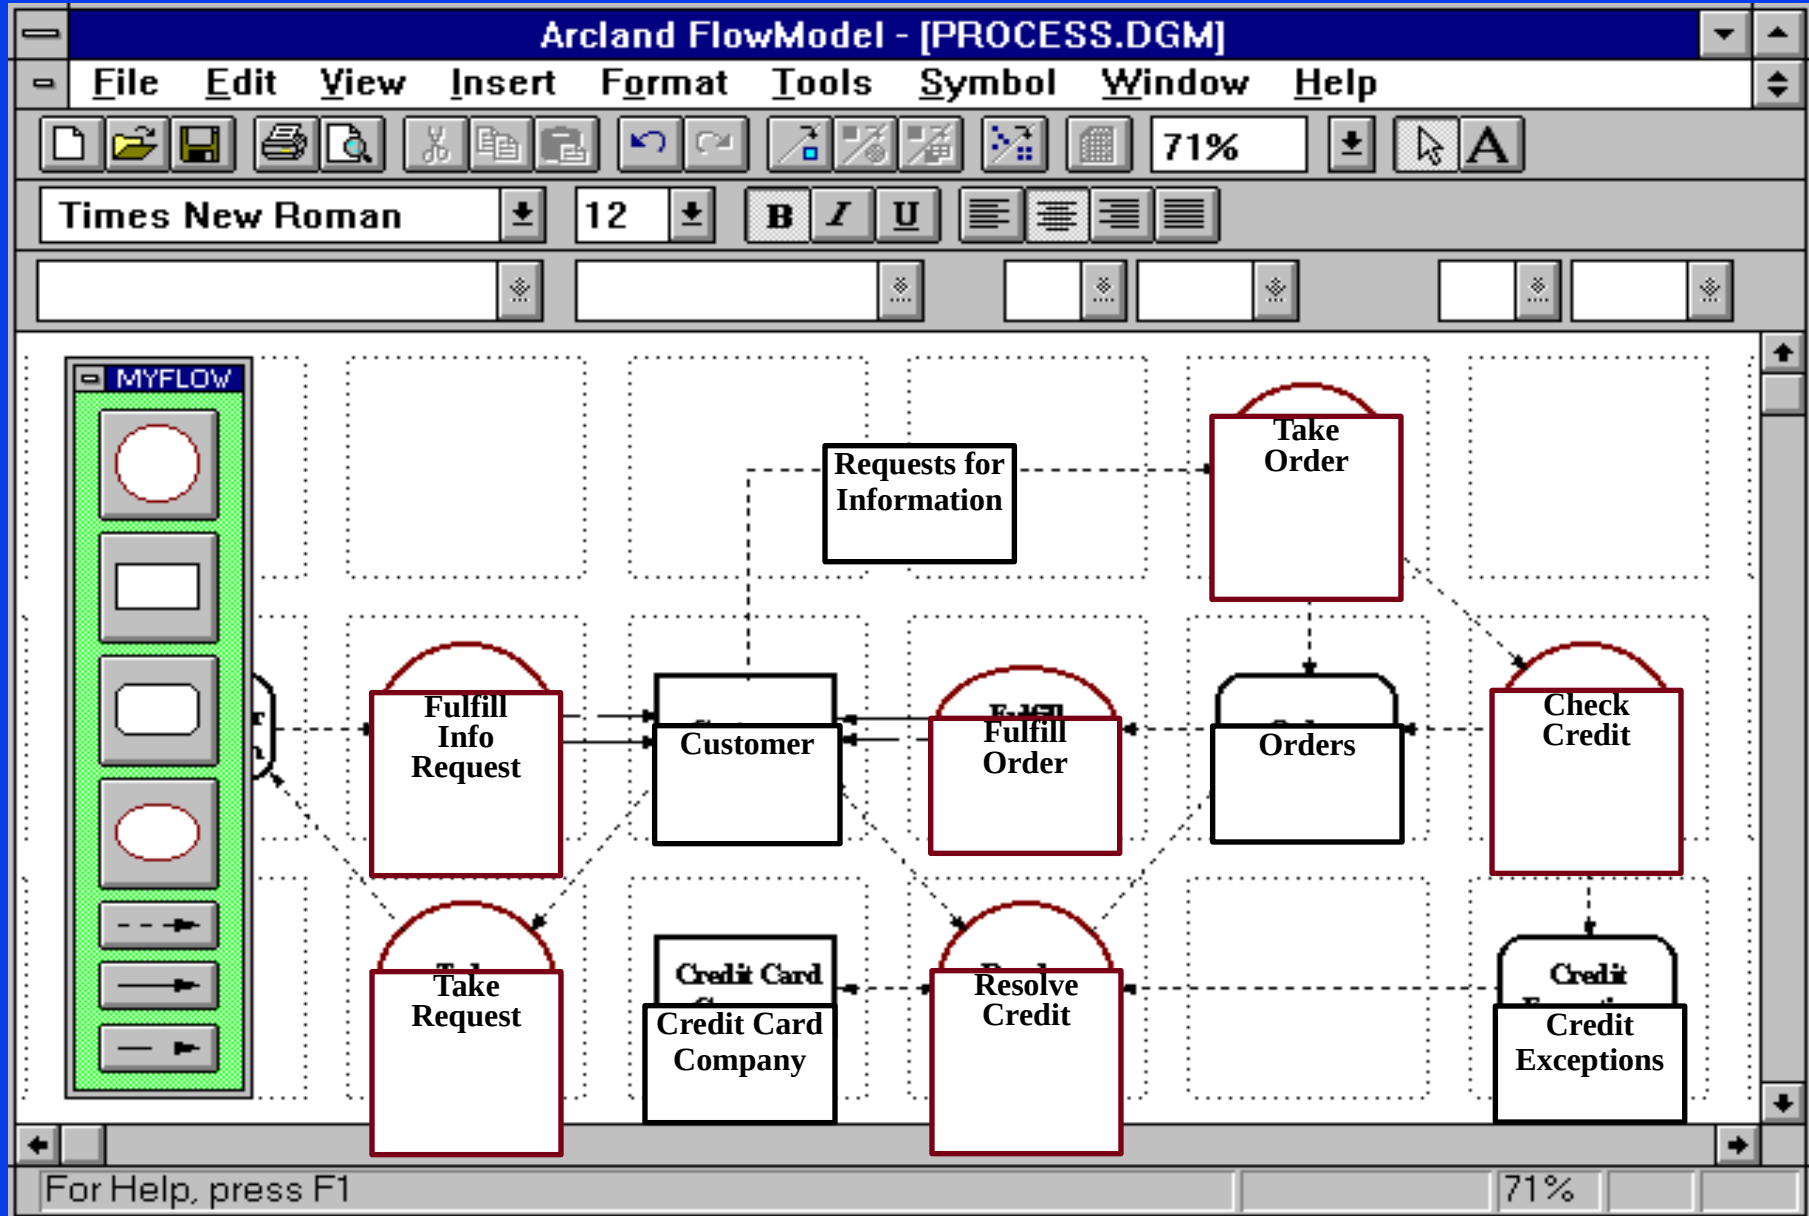 Arcland FlowModel - [PROCESS.DGM]
File Edit View Insert Format Tools Symbol Window Help
71% A
Times New Roman 12 B I U
MYFLOW
Take
Order
Requests for
Information
Fulfill
Info
Request
Customer
Fulfill
Fulfill
Order
Orders
Check
Credit
Take
Request
Credit Card
Credit Card
Company
Resolve
Credit
Credit
Credit
Exceptions
For Help, press F1 71%